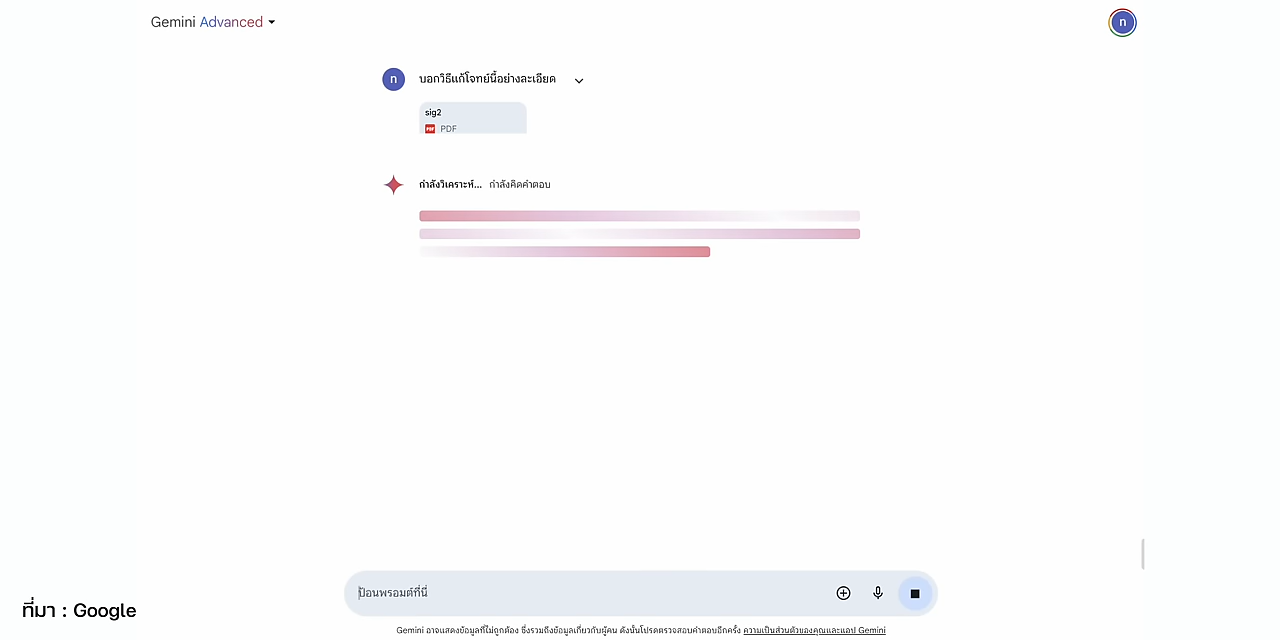 Gemini Advanced
n
n
บอกวิธีแก้โจทย์นี้อย่างละเอียด
sig2
PDF PDF
กำลังวิเคราะห์... กำลังคิดคำตอบ
ป้อนพรอมต์ที่นี่
ที่มา : Google
Gemini อาจแสดงข้อมูลที่ไม่ถูกต้อง ซึ่งรวมถึงข้อมูลเกี่ยวกับผู้คน ดังนั้นโปรดตรวจสอบคำตอบอีกครั้ง ความเป็นส่วนตัวของคุณและแอป Gemini